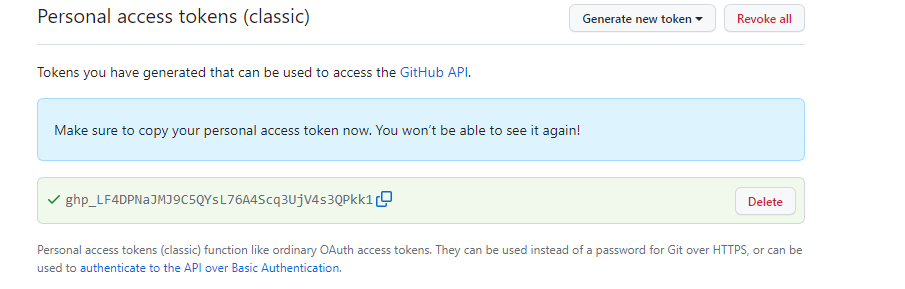 Personal access tokens (classic)
Generate new token
Revoke all
Tokens you have generated that can be used to access the GitHub API.
Make sure to copy your personal access token now. You won't be able to see it again!
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
Delete
Personal access tokens (classic) function like ordinary OAuth access tokens. They can be used instead of a password for Git over HTTPS, or can be
used to authenticate to the API over Basic Authentication.